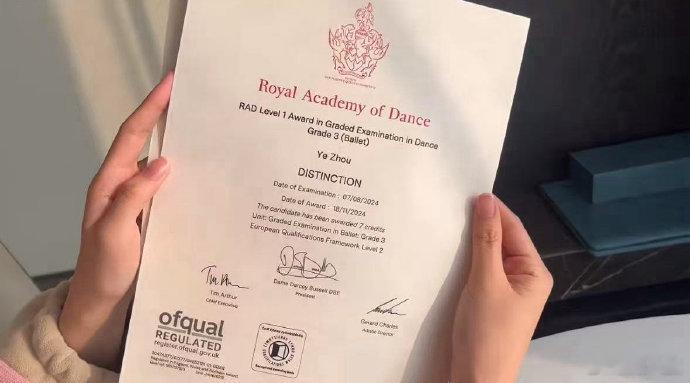 Royal Academy of Dance
RAD Level 1 Award in Graded Examination in Dance
Grade 3 (Ballet)
Ye Zhou
DISTINCTION
Date of Examination : 07/08/2024
Date of Award : 18/11/2024
The candidate has been awarded 7 credits
Unit: Graded Examination in Ballet: Grade 3
European Qualifications Framework Level 2
Tim Arthur
Chief Executive
Dame Darcey Bussell DBE
President
Gerard Charles
Artistic Director
ofqual
REGULATED
register.ofqual.gov.uk